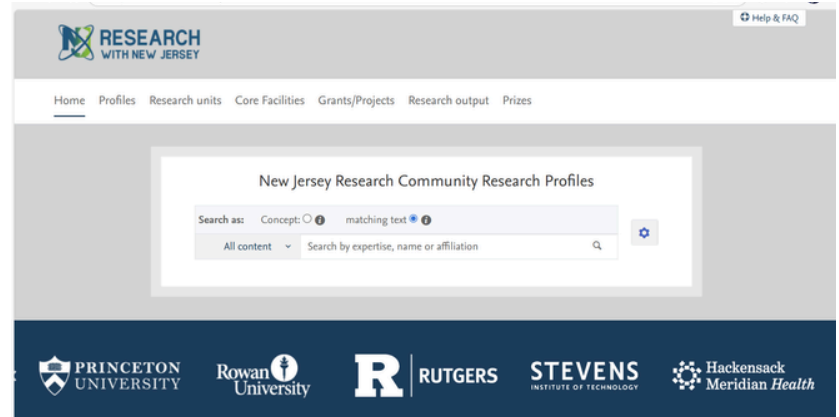 Help & FAQ
RESEARCH
WITH NEW JERSEY
Home Profiles Research units Core Facilities Grants/Projects Research output Prizes
New Jersey Research Community Research Profiles
Search as: Concept: matching text
All content Search by expertise, name or affiliation
PRINCETON
UNIVERSITY
Rowan
University
R RUTGERS
STEVENS
INSTITUTE OF TECHNOLOGY
Hackensack
Meridian Health